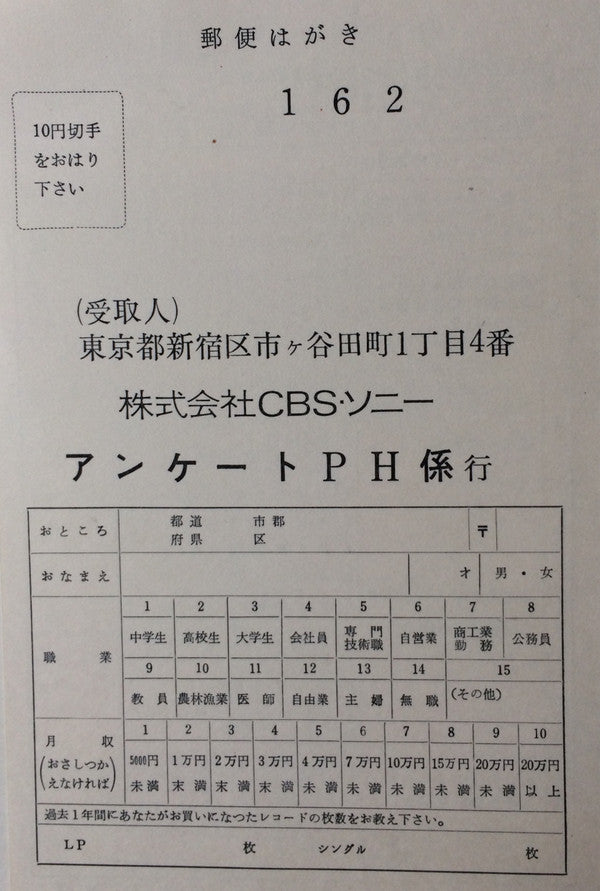 郵便はがき
162
10円切手
をおはり
下さい
(受取人)
東京都新宿区市ヶ谷田町1丁目4番
株式会社CBS・ソニー
アンケートPH係行
おところ 都道 市郡 〒
府県 区
おなまえ 才 男・女
1 2 3 4 5 6 7 8
職業 中学生 高校生 大学生 会社員 専門技術職 自営業 商工業勤務 公務員
9 10 11 12 13 14 15
教員 農林漁業 医師 自由業 主婦 無職 (その他)
月収 1 2 3 4 5 6 7 8 9 10
(おさしつか 5000円 1万円 2万円 3万円 4万円 7万円 10万円 15万円 20万円 20万円
えなければ) 未満 末満 末満 末満 未満 未満 未満 未満 未満 以上
過去1年間にあなたがお買いになつたレコードの枚数をお教え下さい。
LP 枚 シングル 枚